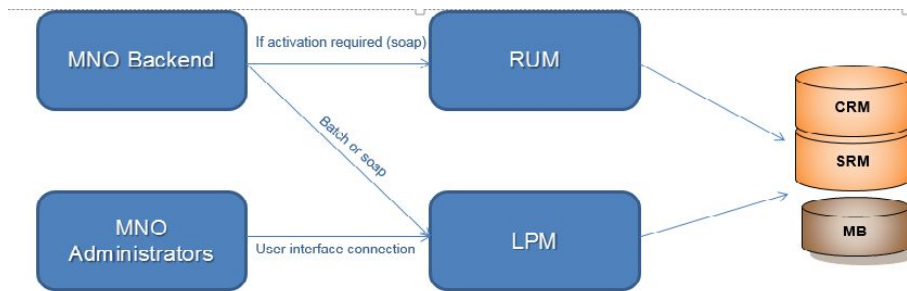 MNO Backend
If activation required (soap)
RUM
CRM
SRM
Batch or soap
MNO
Administrators
User interface connection
LPM
MB